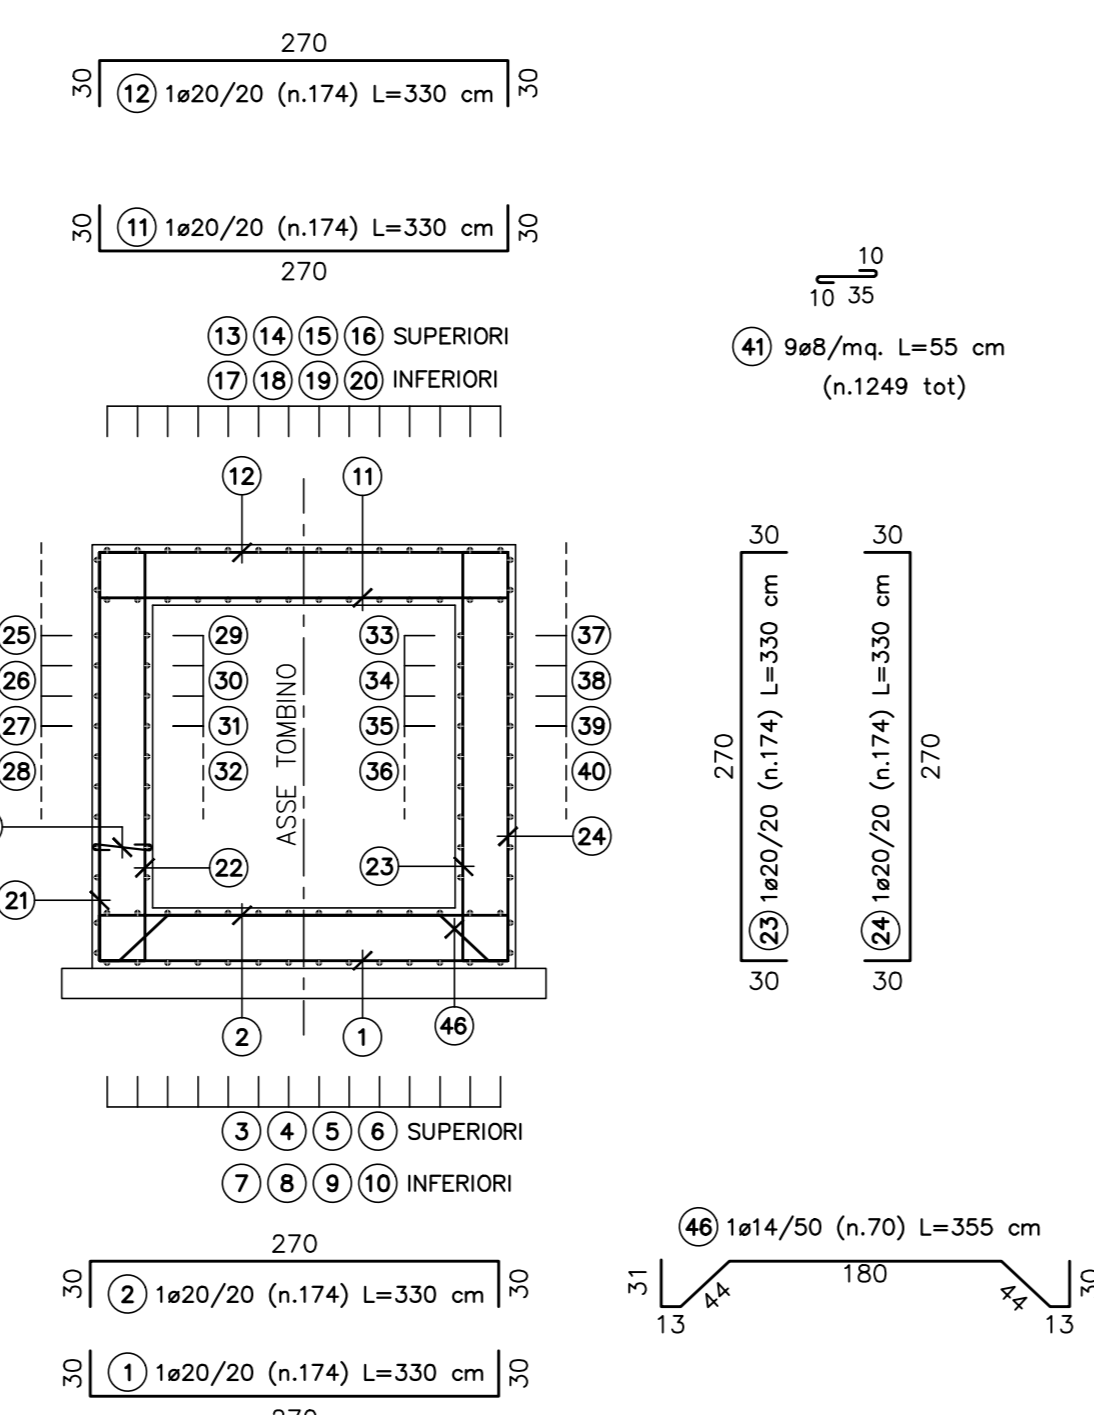 270
30 12 1ø20/20 (n.174) L=330 cm 30
30 11 1ø20/20 (n.174) L=330 cm 30
270
10
10 35
41 9ø8/mq. L=55 cm
(n.1249 tot)
13 14 15 16 SUPERIORI
17 18 19 20 INFERIORI
12 11
25 29 33 37
26 30 34 38
27 31 35 39
28 32 36 40
ASSE TOMBINO
24
22 23
21
2 1 46
30 30
270 23 1ø20/20 (n.174) L=330 cm
24 1ø20/20 (n.174) L=330 cm 270
30 30
3 4 5 6 SUPERIORI
7 8 9 10 INFERIORI
46 1ø14/50 (n.70) L=355 cm
31 44 180 44 30
13 13
270
30 2 1ø20/20 (n.174) L=330 cm 30
30 1 1ø20/20 (n.174) L=330 cm 30
270